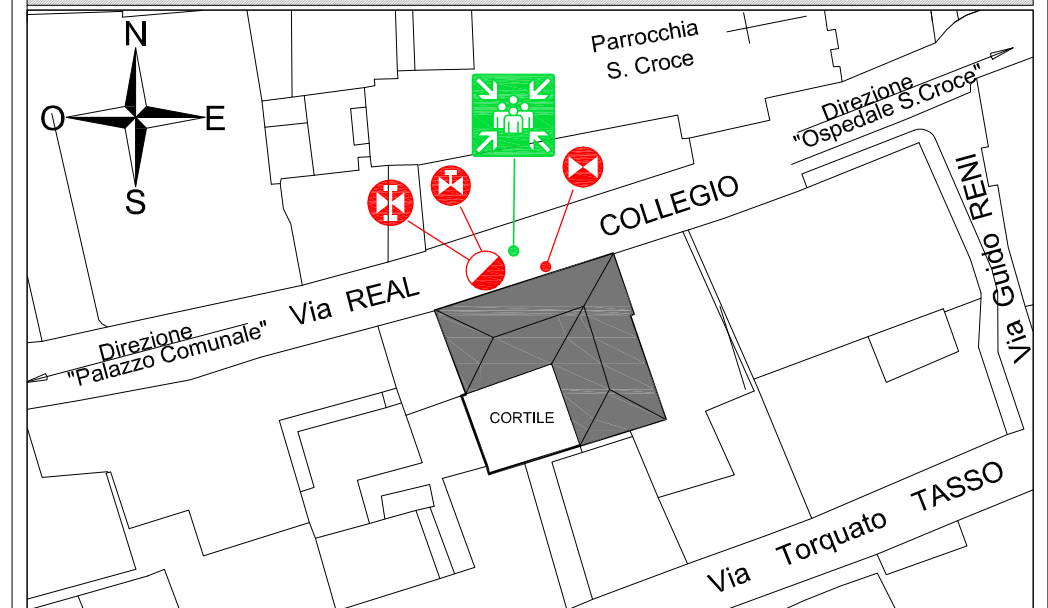 N
O
E
S
Parrocchia
S. Croce
Direzione
"Ospedale S.Croce"
Via REAL COLLEGIO
Via Guido RENI
Direzione
"Palazzo Comunale"
CORTILE
Via Torquato TASSO